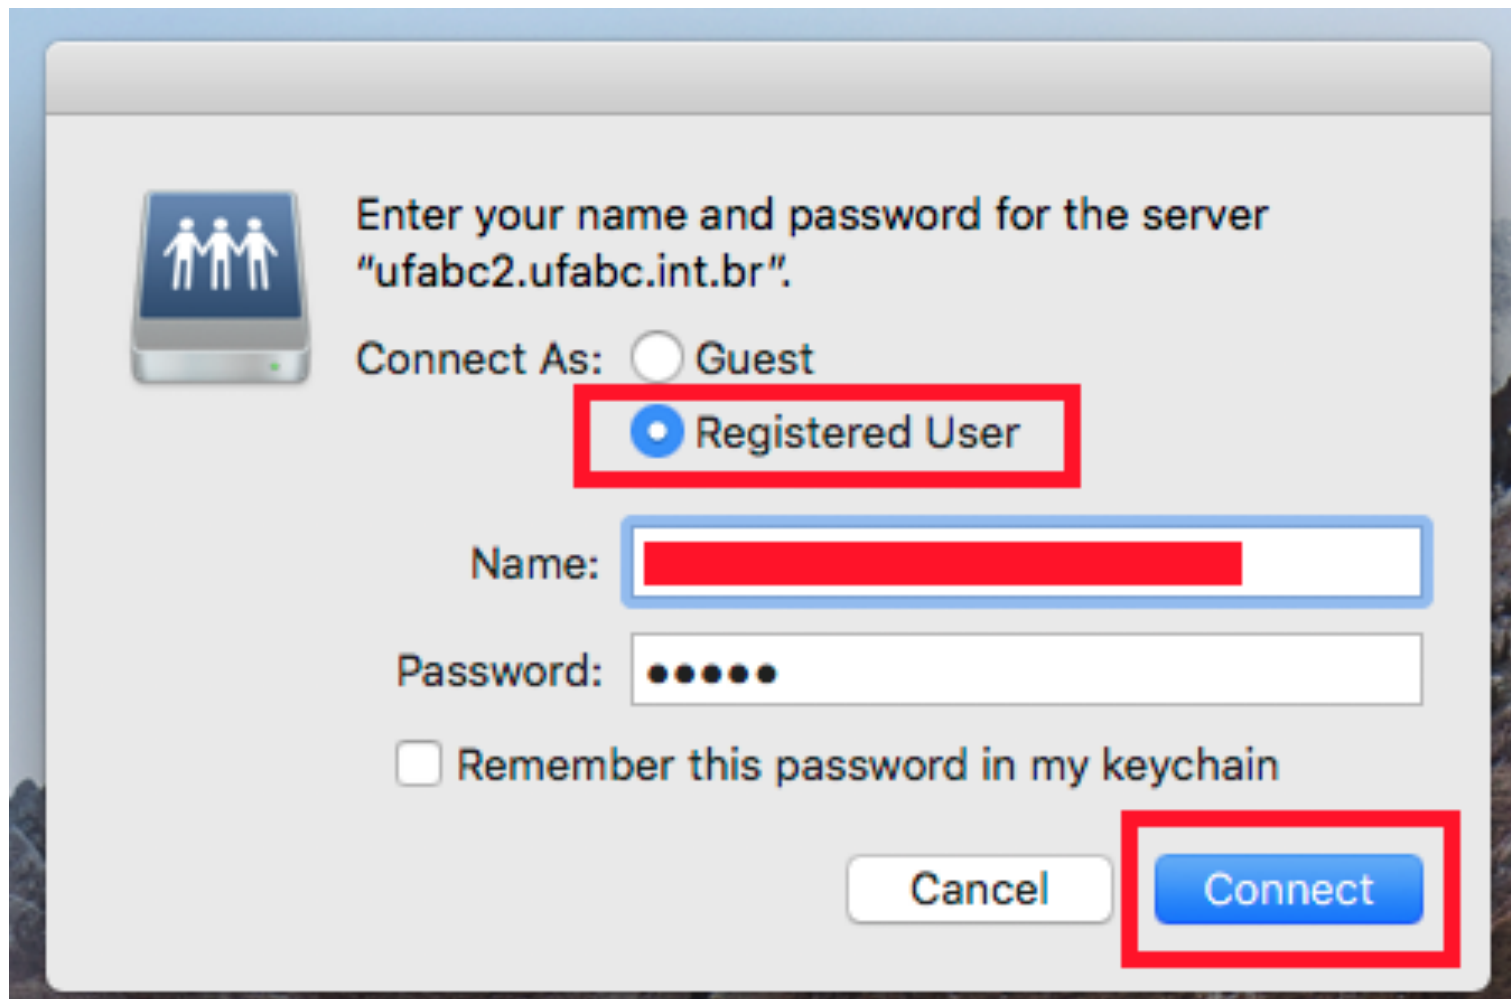 Enter your name and password for the server
“ufabc2.ufabc.int.br”.
Connect As: Guest
Registered User
Name:
Password: •••••
Remember this password in my keychain
Cancel Connect